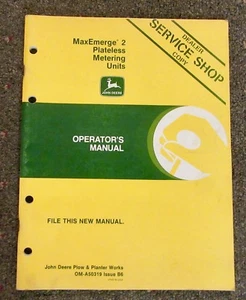 MaxEmerge 2
Plateless
Metering
Units
DEALER
SERVICE SHOP
COPY
JOHN DEERE
OPERATOR'S
MANUAL
FILE THIS NEW MANUAL.
John Deere Plow & Planter Works
OM-A50319 Issue B6